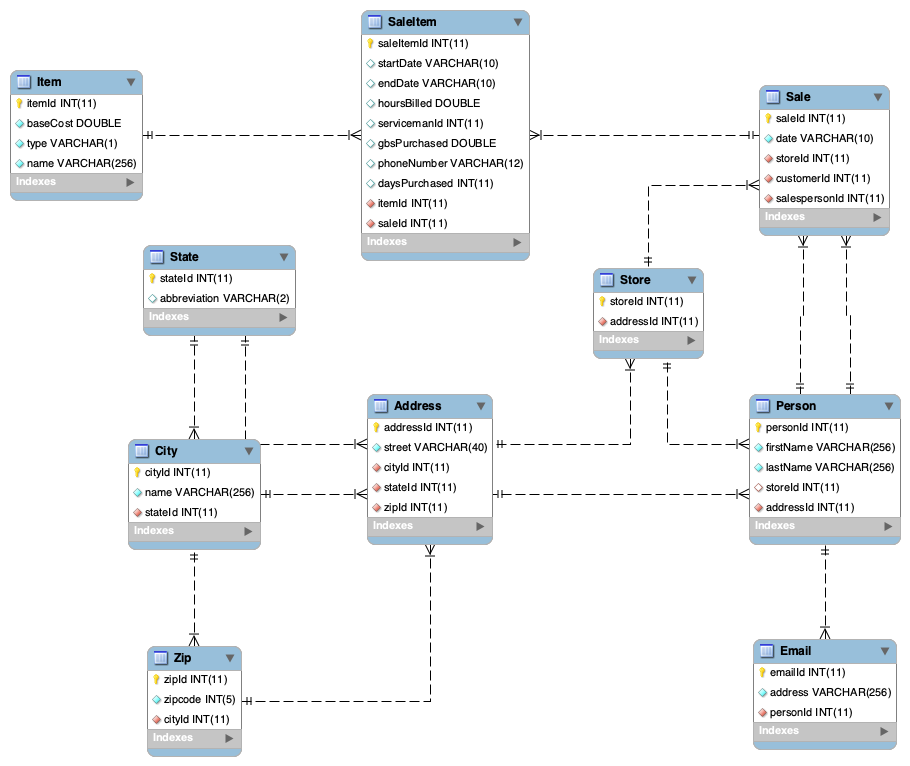 SaleItem
saleItemId INT(11)
startDate VARCHAR(10)
endDate VARCHAR(10)
hoursBilled DOUBLE
servicemanId INT(11)
gbsPurchased DOUBLE
phoneNumber VARCHAR(12)
daysPurchased INT(11)
itemId INT(11)
saleId INT(11)
Indexes
Item
itemId INT(11)
baseCost DOUBLE
type VARCHAR(1)
name VARCHAR(256)
Indexes
Sale
saleId INT(11)
date VARCHAR(10)
storeId INT(11)
customerId INT(11)
salespersonId INT(11)
Indexes
State
stateId INT(11)
abbreviation VARCHAR(2)
Indexes
Store
storeId INT(11)
addressId INT(11)
Indexes
Address
addressId INT(11)
street VARCHAR(40)
cityId INT(11)
stateId INT(11)
zipId INT(11)
Indexes
Person
personId INT(11)
firstName VARCHAR(256)
lastName VARCHAR(256)
storeId INT(11)
addressId INT(11)
Indexes
City
cityId INT(11)
name VARCHAR(256)
stateId INT(11)
Indexes
Zip
zipId INT(11)
zipcode INT(5)
cityId INT(11)
Indexes
Email
emailId INT(11)
address VARCHAR(256)
personId INT(11)
Indexes